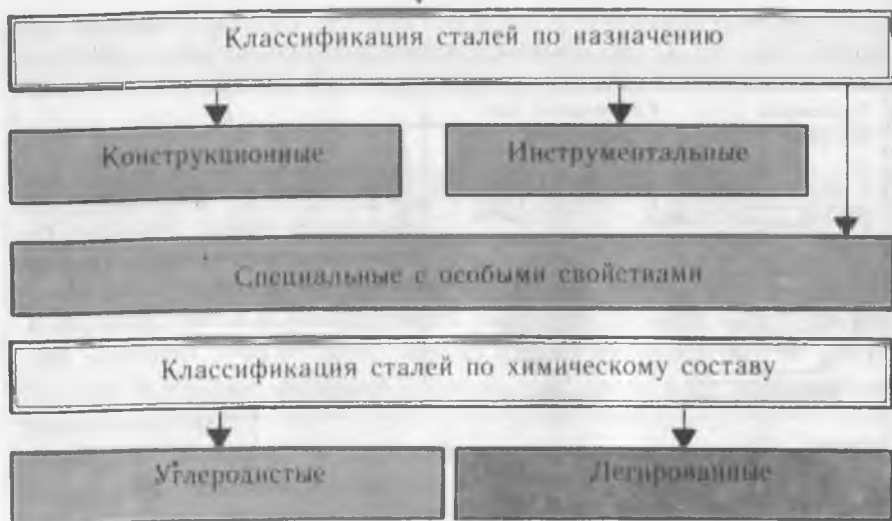 Классификация сталей по назначению
Конструкционные
Инструментальные
Специальные с особыми свойствами
Классификация сталей по химическому составу
Углеродистые
Легированные